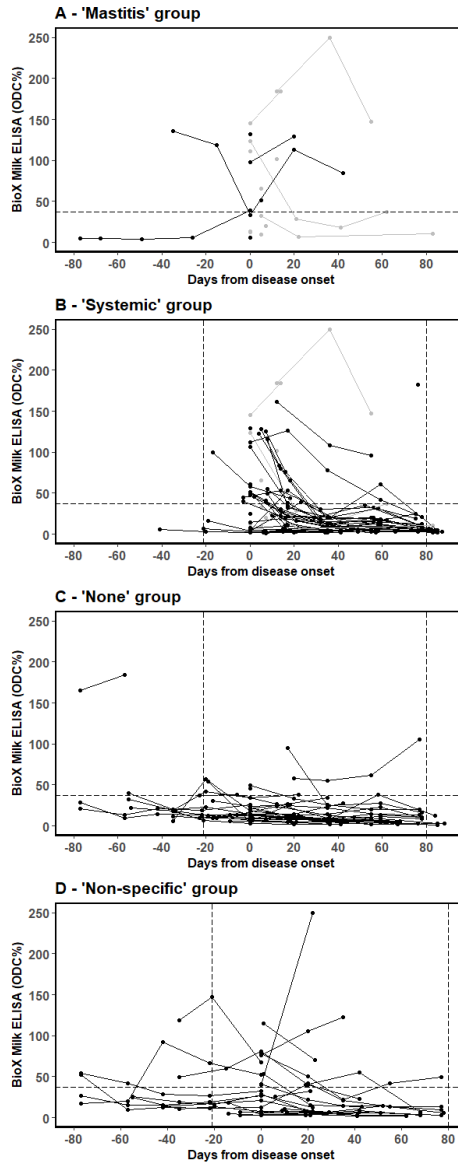 A - 'Mastitis' group
BioX Milk ELISA (ODC%)
250
200
150
100
50
0
-80 -60 -40 -20 0 20 40 60 80
Days from disease onset
B - 'Systemic' group
BioX Milk ELISA (ODC%)
250
200
150
100
50
0
-80 -60 -40 -20 0 20 40 60 80
Days from disease onset
C - 'None' group
BioX Milk ELISA (ODC%)
250
200
150
100
50
0
-80 -60 -40 -20 0 20 40 60 80
Days from disease onset
D - 'Non-specific' group
BioX Milk ELISA (ODC%)
250
200
150
100
50
0
-80 -60 -40 -20 0 20 40 60 80
Days from disease onset